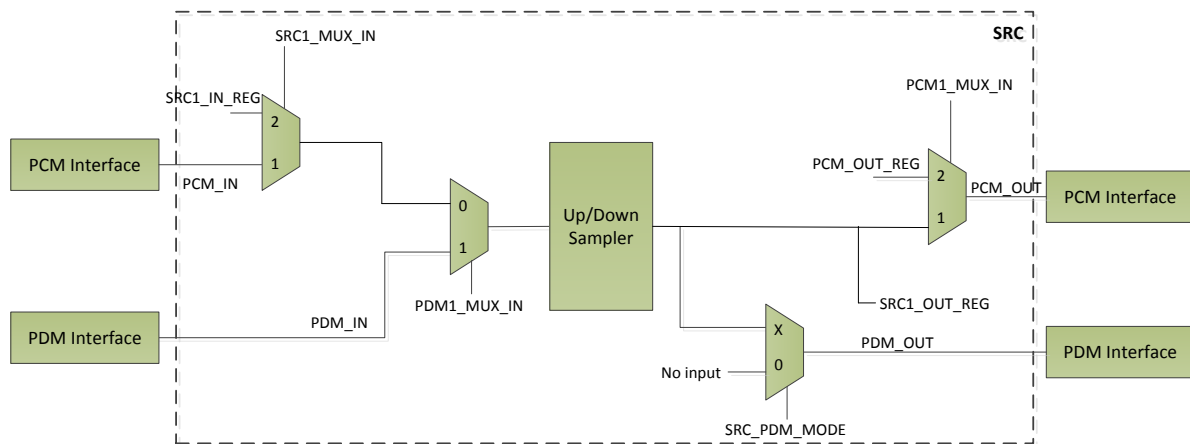 SRC1_MUX_IN
SRC
SRC1_IN_REG
2
1
PCM Interface
PCM_IN
0
1
PDM1_MUX_IN
PDM_IN
PDM Interface
Up/Down
Sampler
PCM1_MUX_IN
PCM_OUT_REG
2
1
PCM_OUT
PCM Interface
SRC1_OUT_REG
X
0
No input
SRC_PDM_MODE
PDM_OUT
PDM Interface